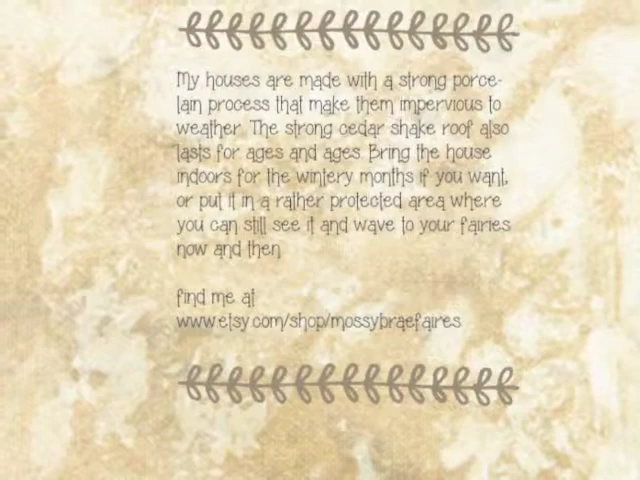 My houses are made with a strong porce-
lain process that make them impervious to
weather. The strong cedar shake roof also
lasts for ages and ages. Bring the house
indoors for the wintery months if you want,
or put it in a rather protected area where
you can still see it and wave to your fairies
now and then
find me at
www.etsy.com/shop/mossybraefaires